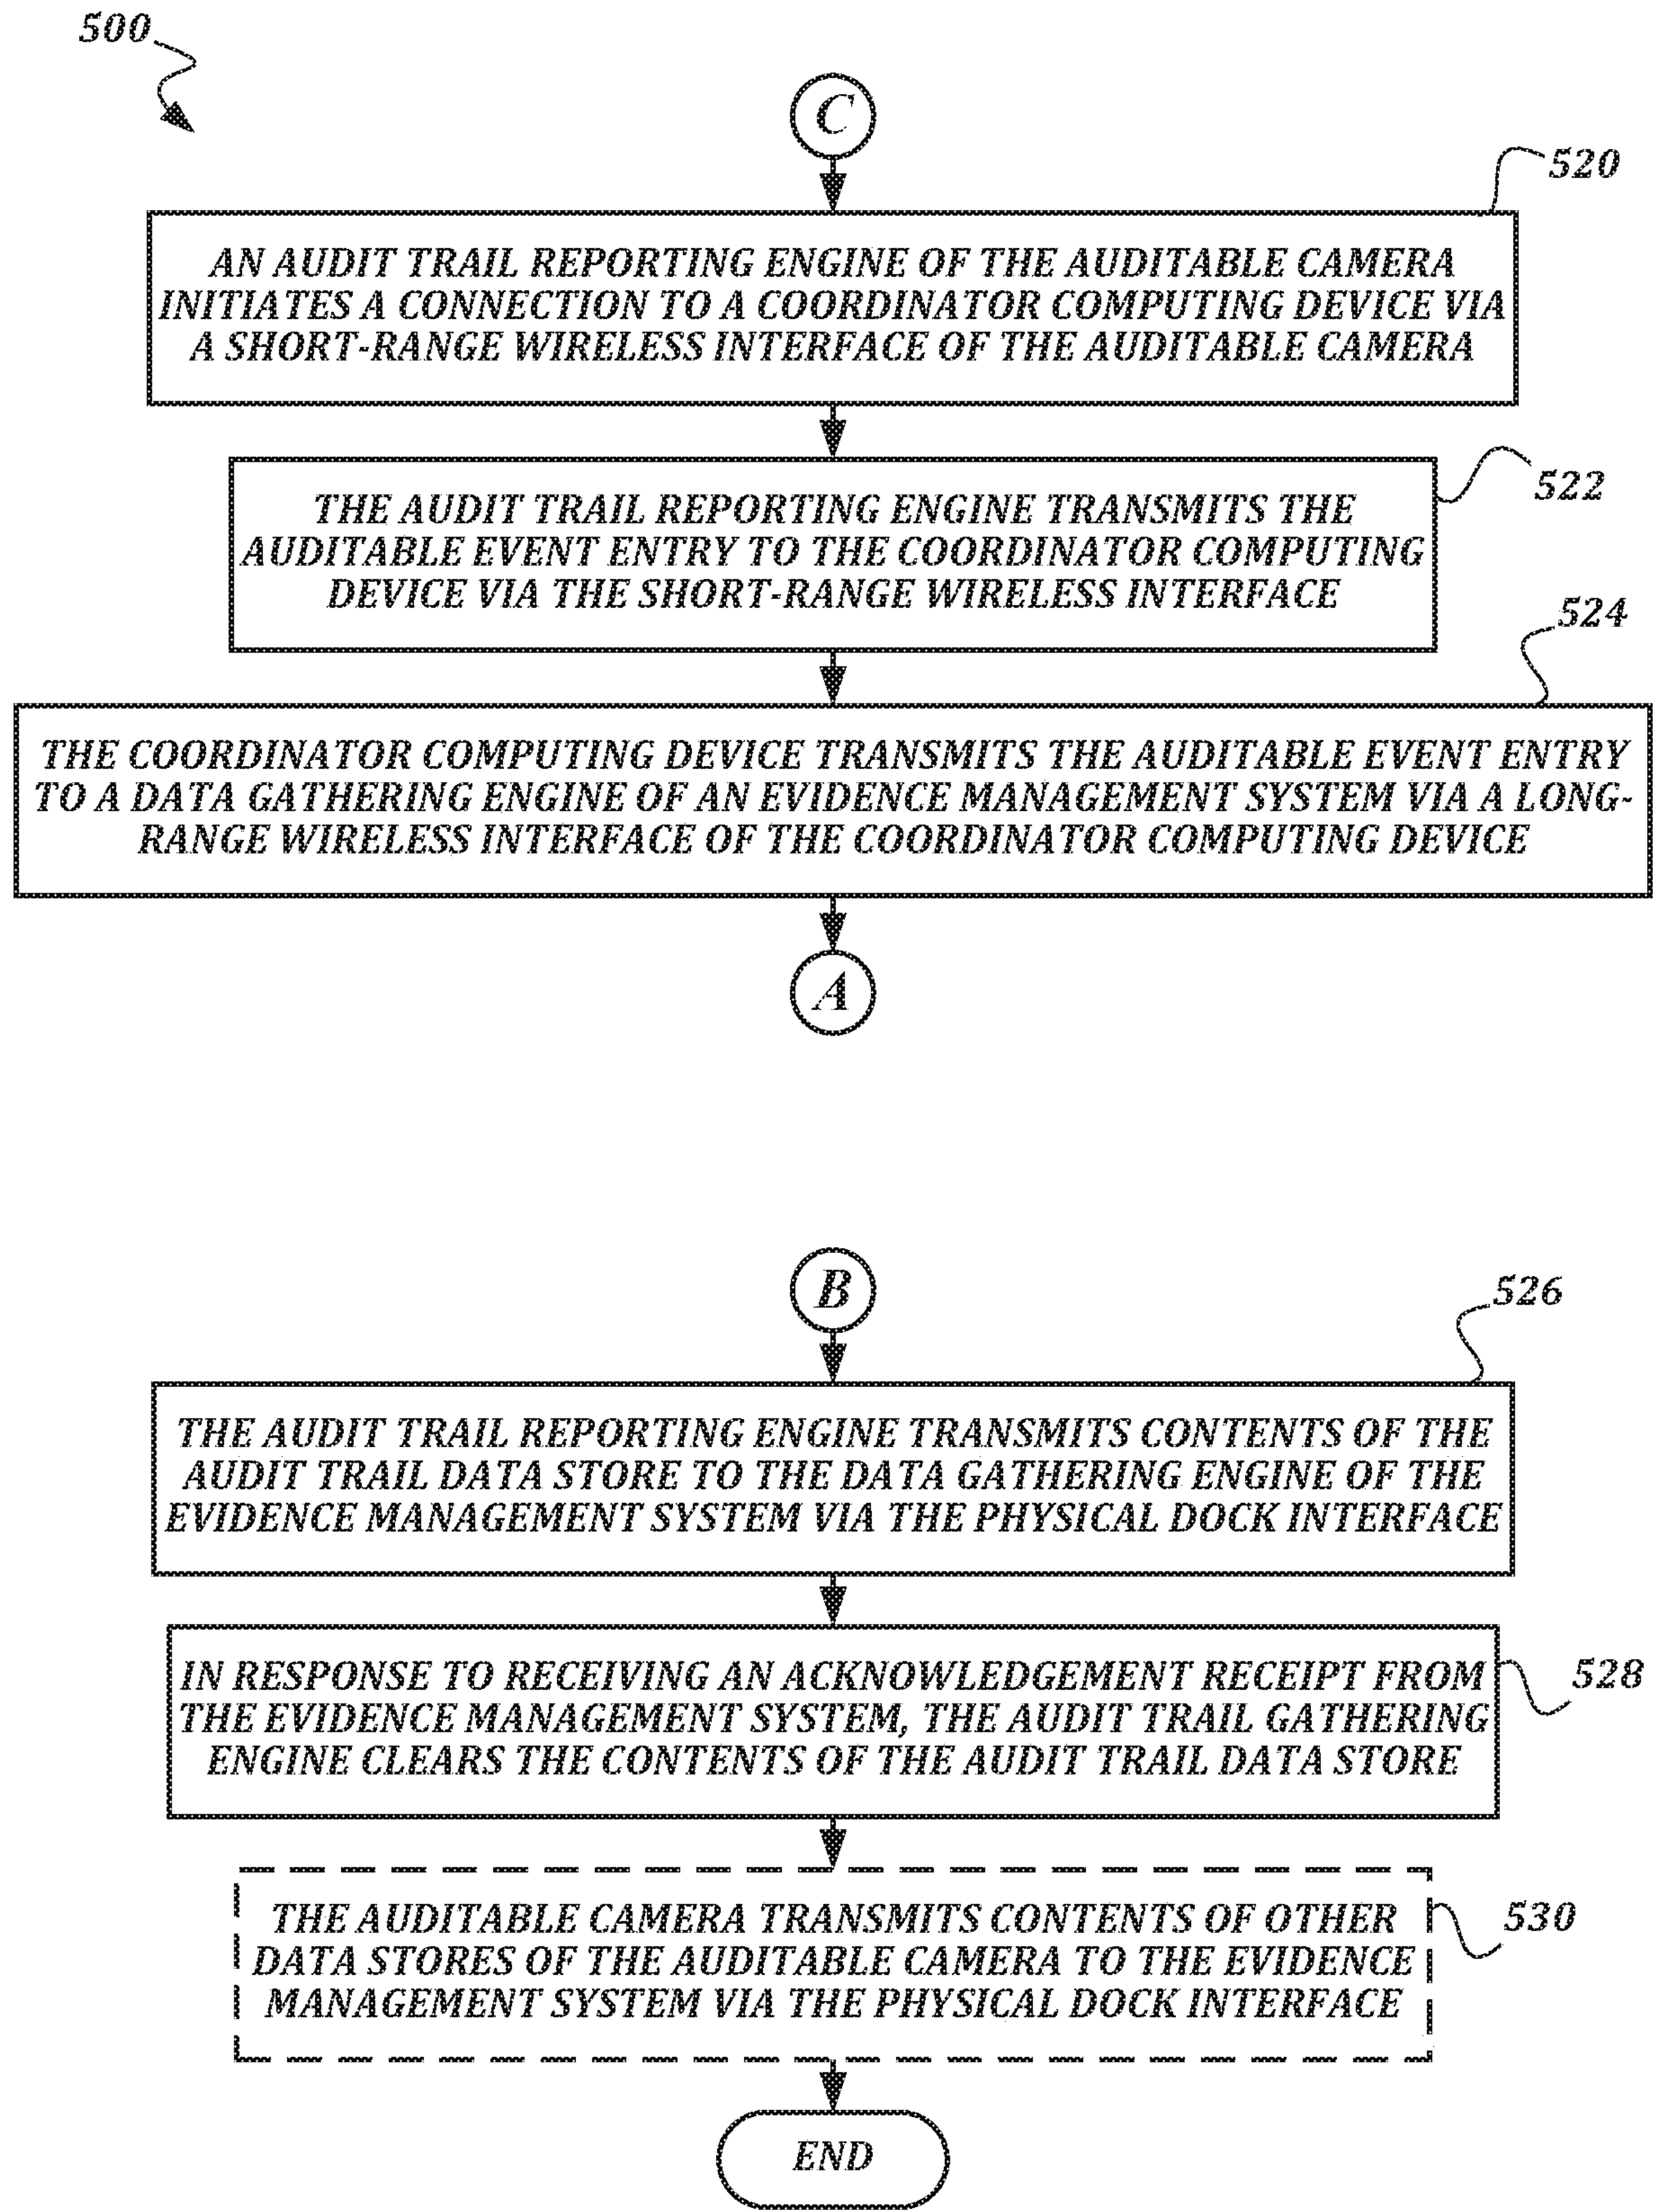 500
C
520
AN AUDIT TRAIL REPORTING ENGINE OF THE AUDITABLE CAMERA
INITIATES A CONNECTION TO A COORDINATOR COMPUTING DEVICE VIA
A SHORT-RANGE WIRELESS INTERFACE OF THE AUDITABLE CAMERA
522
THE AUDIT TRAIL REPORTING ENGINE TRANSMITS THE
AUDITABLE EVENT ENTRY TO THE COORDINATOR COMPUTING
DEVICE VIA THE SHORT-RANGE WIRELESS INTERFACE
524
THE COORDINATOR COMPUTING DEVICE TRANSMITS THE AUDITABLE EVENT ENTRY
TO A DATA GATHERING ENGINE OF AN EVIDENCE MANAGEMENT SYSTEM VIA A LONG-
RANGE WIRELESS INTERFACE OF THE COORDINATOR COMPUTING DEVICE
A
B
526
THE AUDIT TRAIL REPORTING ENGINE TRANSMITS CONTENTS OF THE
AUDIT TRAIL DATA STORE TO THE DATA GATHERING ENGINE OF THE
EVIDENCE MANAGEMENT SYSTEM VIA THE PHYSICAL DOCK INTERFACE
528
IN RESPONSE TO RECEIVING AN ACKNOWLEDGEMENT RECEIPT FROM
THE EVIDENCE MANAGEMENT SYSTEM, THE AUDIT TRAIL GATHERING
ENGINE CLEARS THE CONTENTS OF THE AUDIT TRAIL DATA STORE
530
THE AUDITABLE CAMERA TRANSMITS CONTENTS OF OTHER
DATA STORES OF THE AUDITABLE CAMERA TO THE EVIDENCE
MANAGEMENT SYSTEM VIA THE PHYSICAL DOCK INTERFACE
END